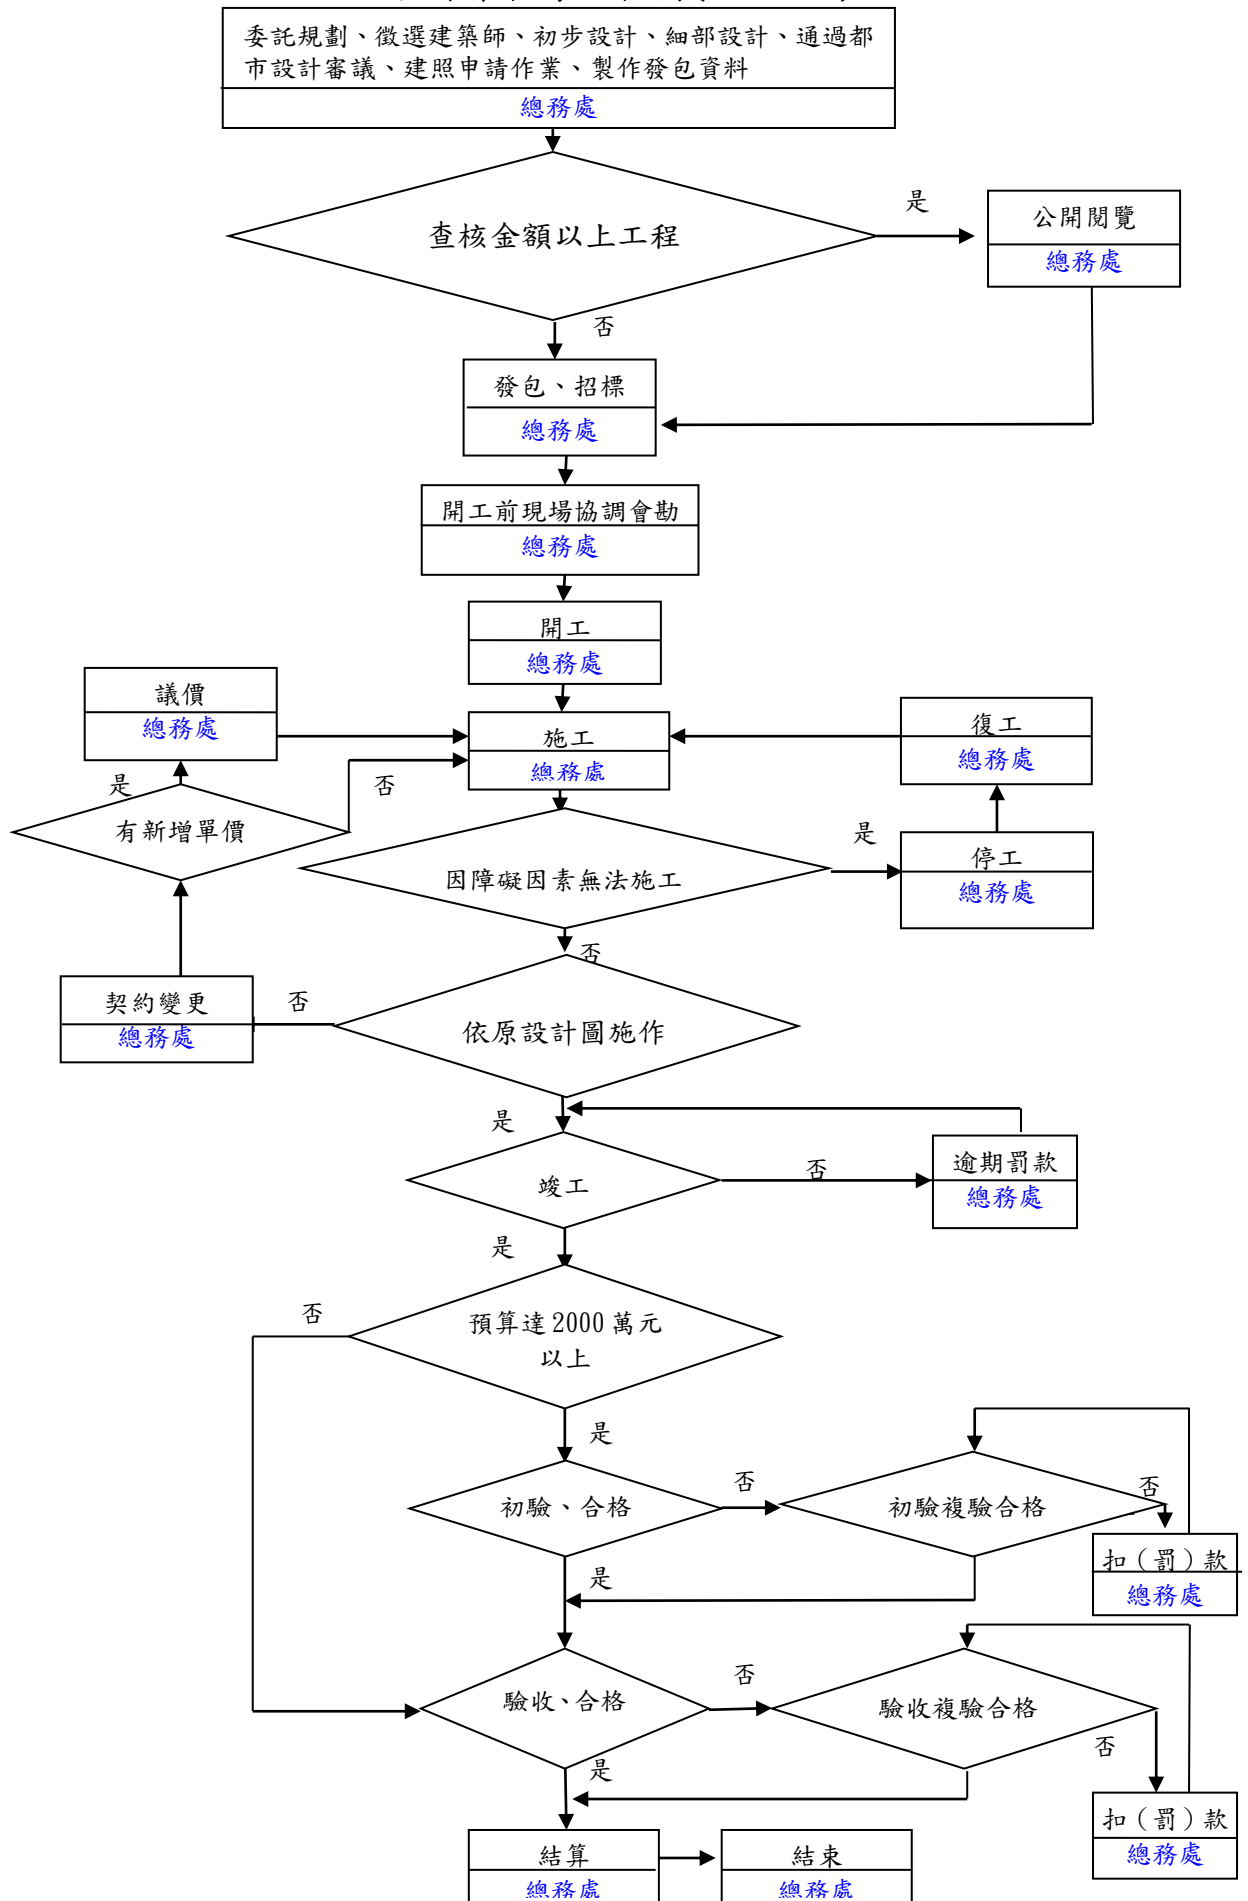 委託規劃、徵選建築師、初步設計、細部設計、通過都
市設計審議、建照申請作業、製作發包資料
總務處
查核金額以上工程
是
公開閱覽
總務處
否
發包、招標
總務處
開工前現場協調會勘
總務處
開工
總務處
議價
總務處
施工
總務處
復工
總務處
是
否
有新增單價
因障礙因素無法施工
是
停工
總務處
否
契約變更
總務處
否
依原設計圖施作
是
竣工
否
逾期罰款
總務處
是
否
預算達2000萬元
以上
是
初驗、合格
否
初驗複驗合格
否
扣（罰）款
總務處
是
驗收、合格
否
驗收複驗合格
否
是
扣（罰）款
總務處
結算
總務處
結束
總務處